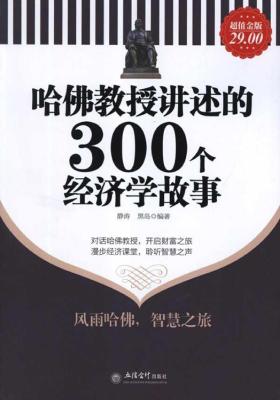 超值金版
29.00
哈佛教授讲述的
300个
经济学故事
静涛 黑岛◎编著
对话哈佛教授，开启财富之旅
漫步经济课堂，聆听智慧之声
风雨哈佛，智慧之旅
立信会计出版社